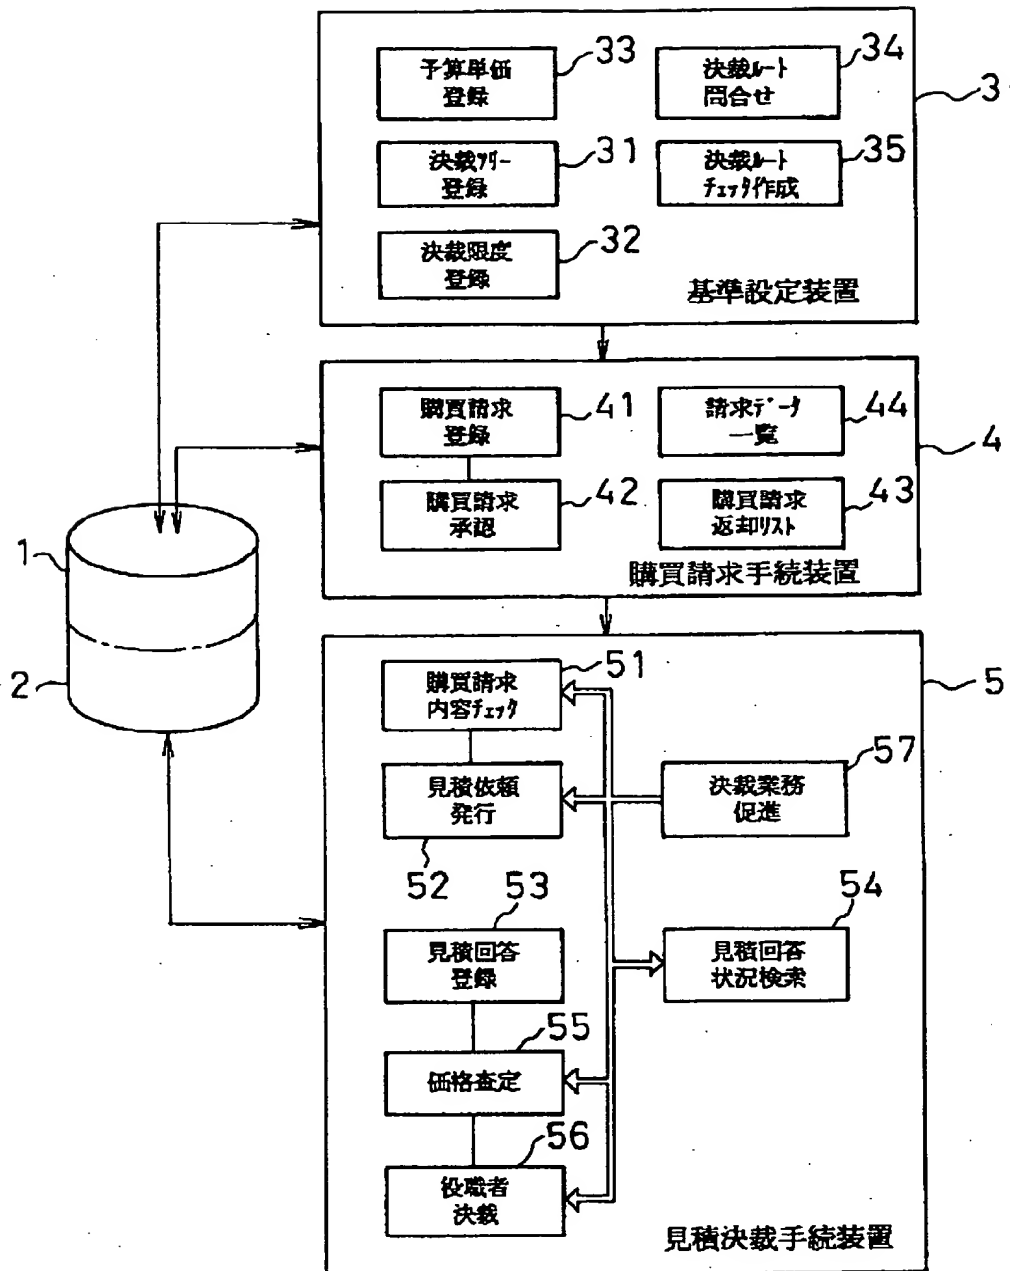 予算単価
登録
33
決裁ルート
問合せ
34
3
決裁ツリー
登録
31
決裁ルート
チェッタ作成
35
決裁限度
登録
32
基準設定装置
購買請求
登録
41
請求データ
一覧
44
4
購買請求
承認
42
購買請求
返却リスト
43
購買請求手続装置
1
2
購買請求
内容チェック
51
5
見積依頼
発行
52
決裁業務
促進
57
見積回答
登録
53
見積回答
状況検索
54
価格査定
55
役職者
決裁
56
見積決裁手続装置